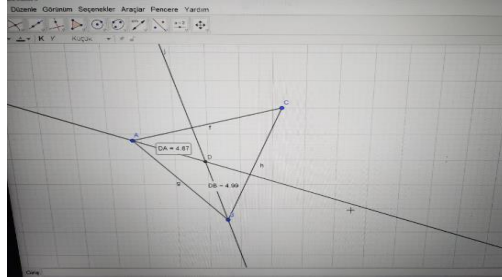 Düzenle Görünüm Seçenekler Araçlar Pencere Yardım
K
C
A
f
DA = 4.87
D
h
g
DB = 4.99